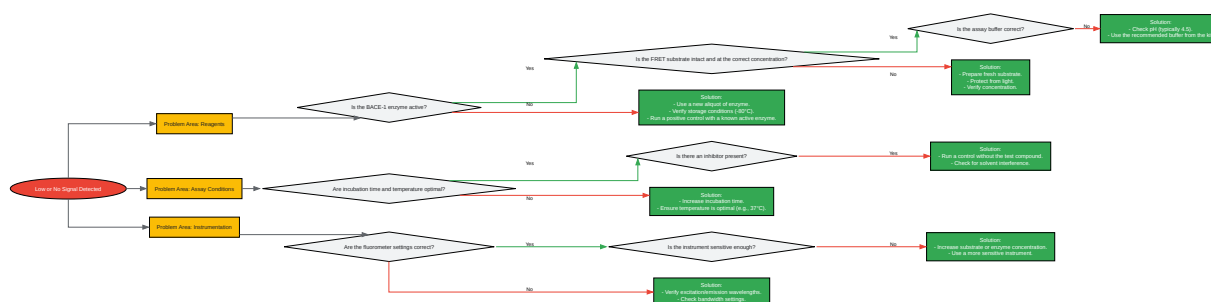 Low or No Signal Detected
Problem Area: Reagents
Is the BACE-1 enzyme active?
Yes
No
Solution:
- Use a new aliquot of enzyme.
- Verify storage conditions (-80°C).
- Run a positive control with a known active enzyme.
Is the FRET substrate intact and at the correct concentration?
Yes
No
Solution:
- Prepare fresh substrate.
- Protect from light.
- Verify concentration.
Is the assay buffer correct?
No
Solution:
- Check pH (typically 4.5).
- Use the recommended buffer from the
Problem Area: Assay Conditions
Are incubation time and temperature optimal?
Yes
No
Solution:
- Increase incubation time.
- Ensure temperature is optimal (e.g., 37°C).
Is there an inhibitor present?
Yes
Solution:
- Run a control without the test compound.
- Check for solvent interference.
Problem Area: Instrumentation
Are the fluorometer settings correct?
Yes
No
Solution:
- Verify excitation/emission wavelengths.
- Check bandwidth settings.
Is the instrument sensitive enough?
No
Solution:
- Increase substrate or enzyme concentration.
- Use a more sensitive instrument.